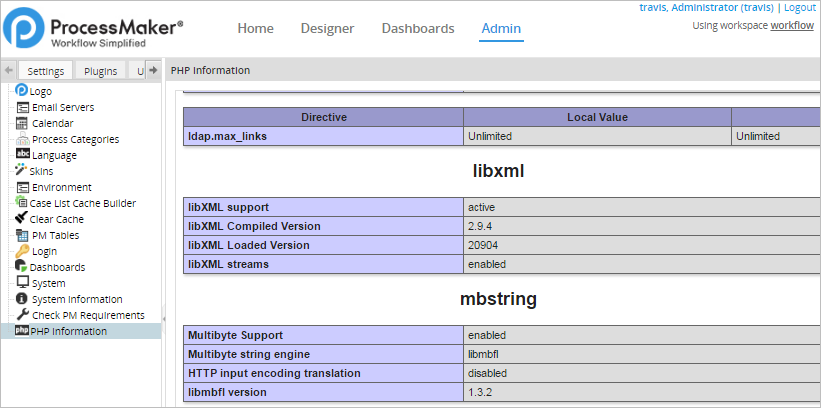 ProcessMaker®
Workflow Simplified
Home Designer Dashboards Admin
travis, Administrator (travis) | Logout
Using workspace workflow
Settings Plugins U
PHP Information
Logo
Email Servers
Calendar
Process Categories
abc Language
Skins
Environment
Case List Cache Builder
Clear Cache
PM Tables
Login
Dashboards
System
System Information
Check PM Requirements
php PHP Information
Directive Local Value
ldap.max_links Unlimited Unlimited
libxml
libXML support active
libXML Compiled Version 2.9.4
libXML Loaded Version 20904
libXML streams enabled
mbstring
Multibyte Support enabled
Multibyte string engine libmbfl
HTTP input encoding translation disabled
libmbfl version 1.3.2